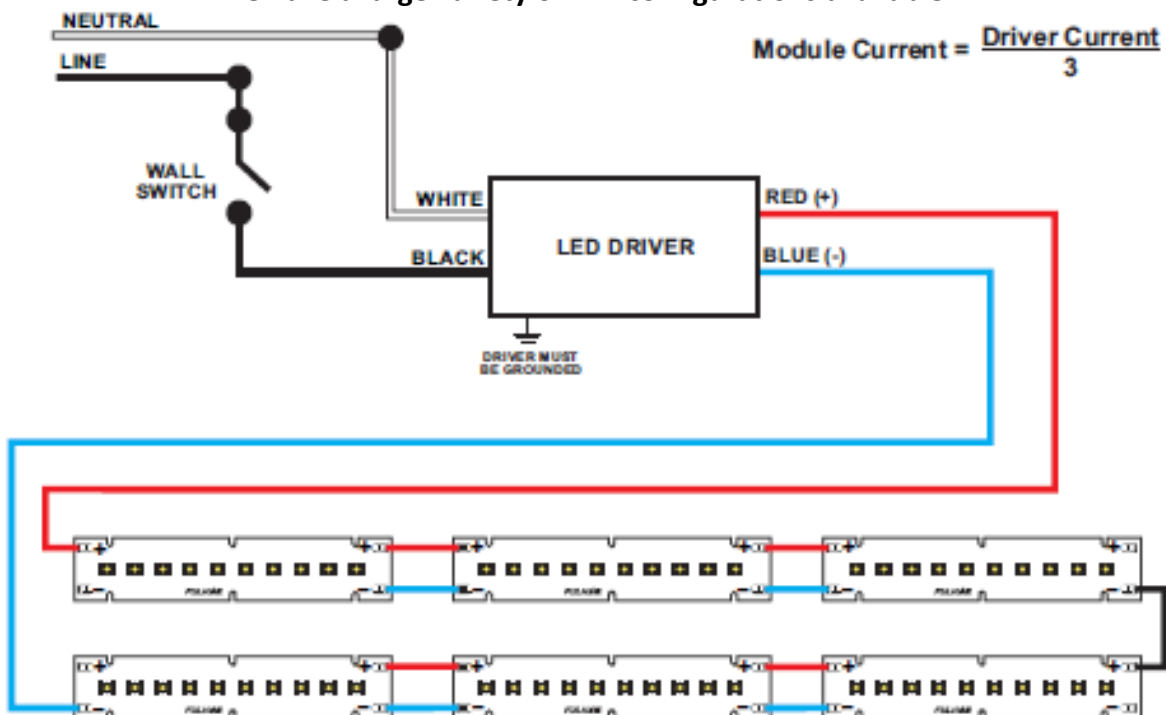 NEUTRAL
LINE
Module Current = Driver Current
3
WALL
SWITCH
WHITE
BLACK
LED DRIVER
RED (+)
BLUE (-)
DRIVER MUST
BE GROUNDED
+ + + + + +
- - - - - -
+ + + + + +
- - - - - -